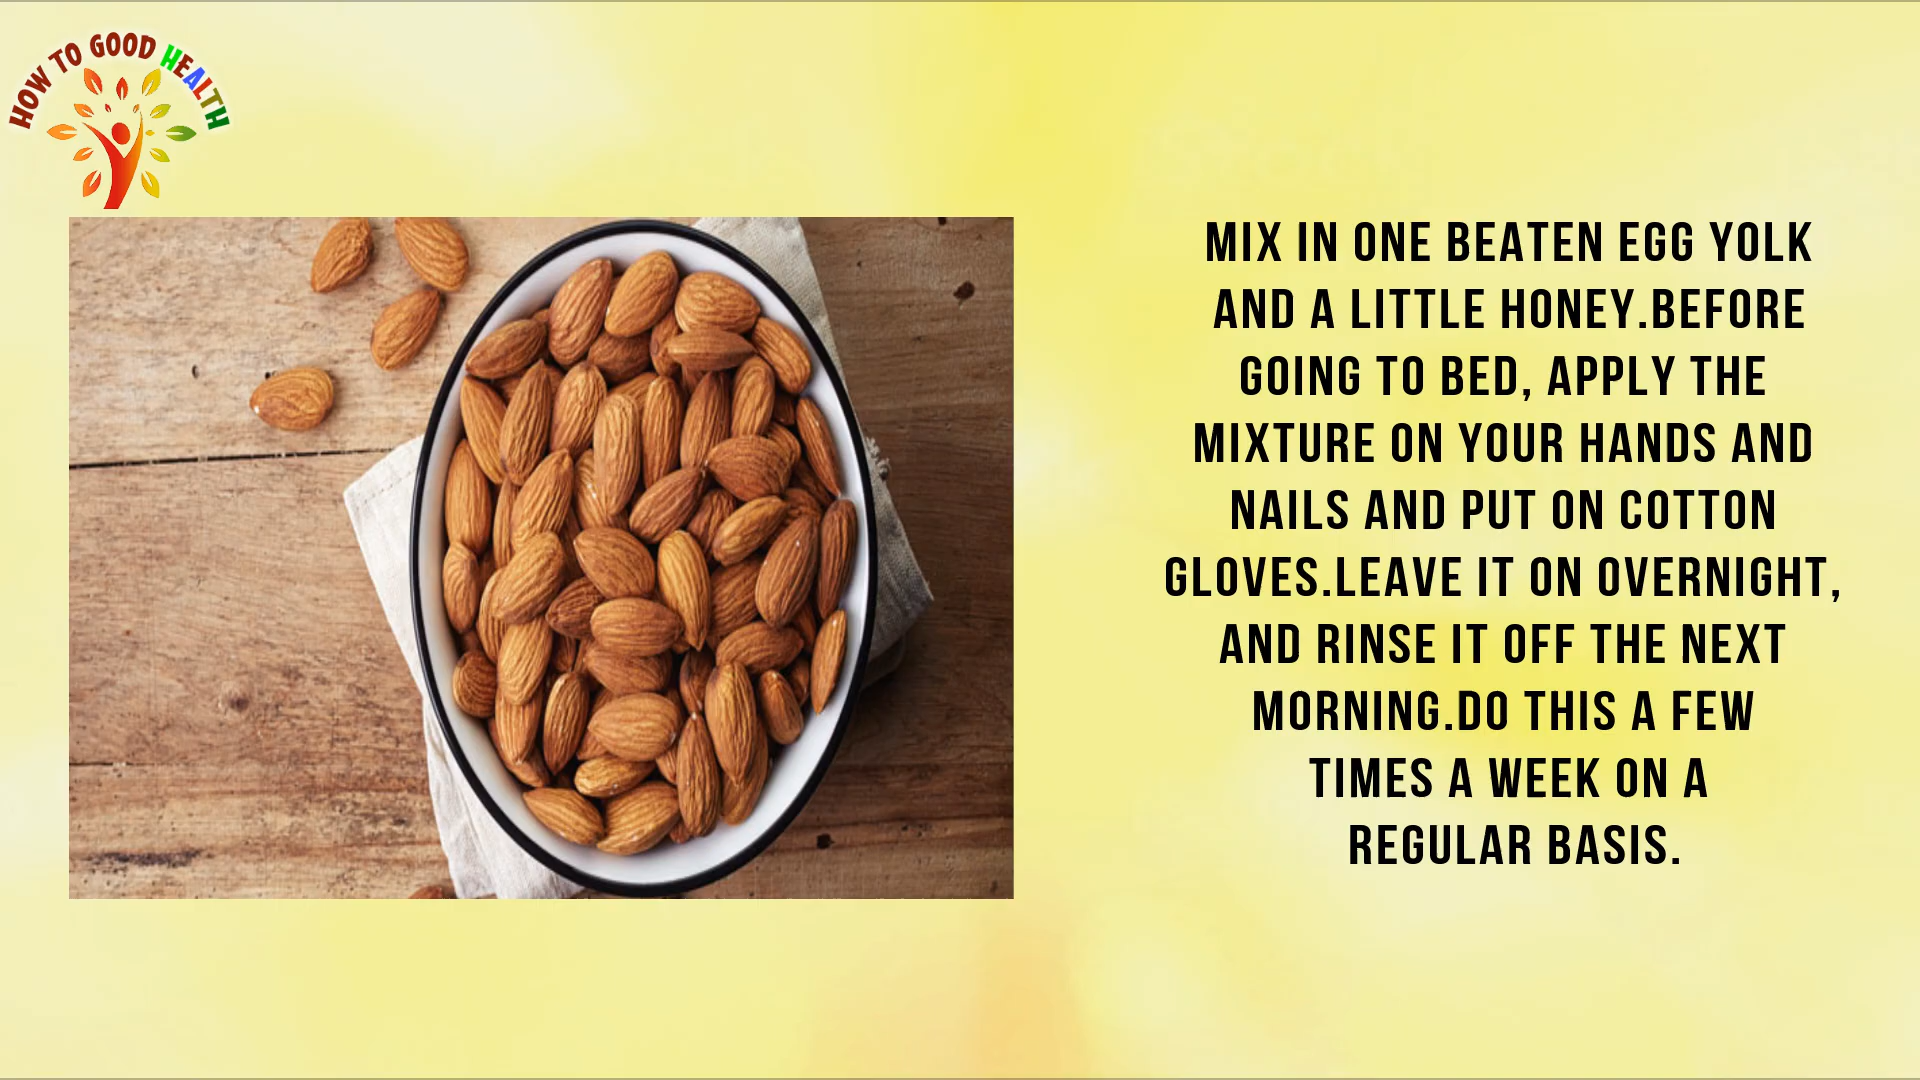 HOW TO GOOD HEALTH
MIX IN ONE BEATEN EGG YOLK
AND A LITTLE HONEY.BEFORE
GOING TO BED, APPLY THE
MIXTURE ON YOUR HANDS AND
NAILS AND PUT ON COTTON
GLOVES.LEAVE IT ON OVERNIGHT,
AND RINSE IT OFF THE NEXT
MORNING.DO THIS A FEW
TIMES A WEEK ON A
REGULAR BASIS.